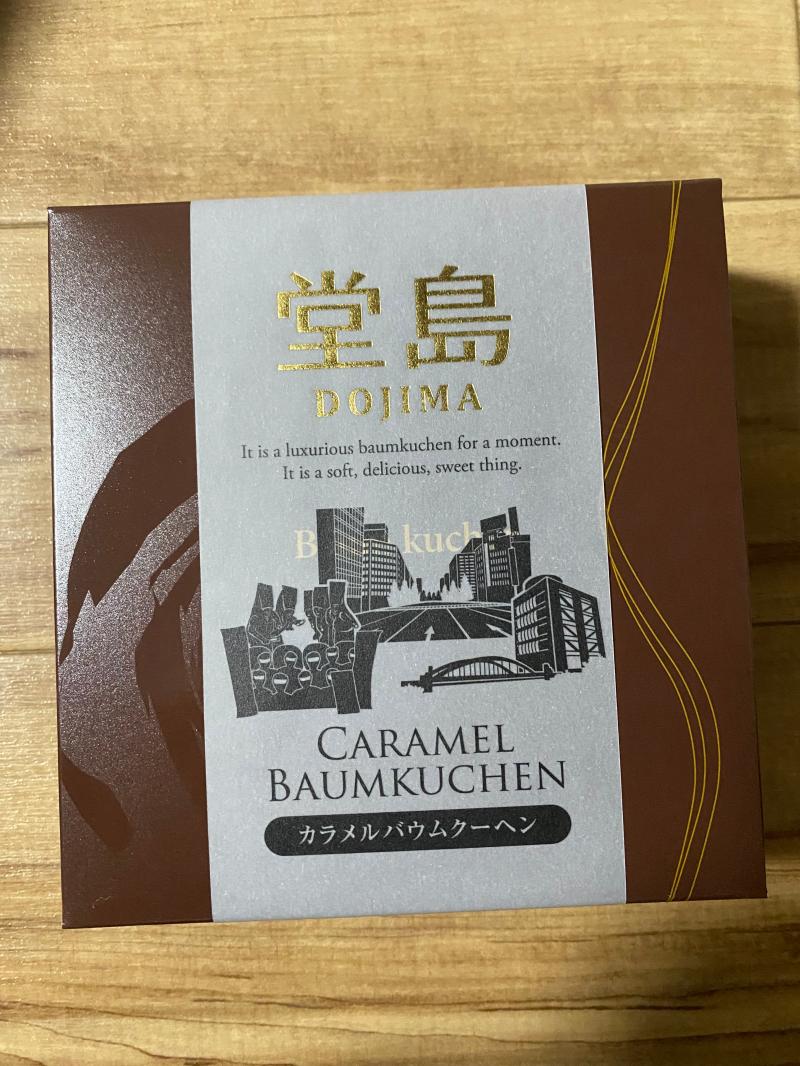 堂島
DOJIMA
It is a luxurious baumkuchen for a moment.
It is a soft, delicious, sweet thing.
CARAMEL
BAUMKUCHEN
カラメルバウムクーヘン